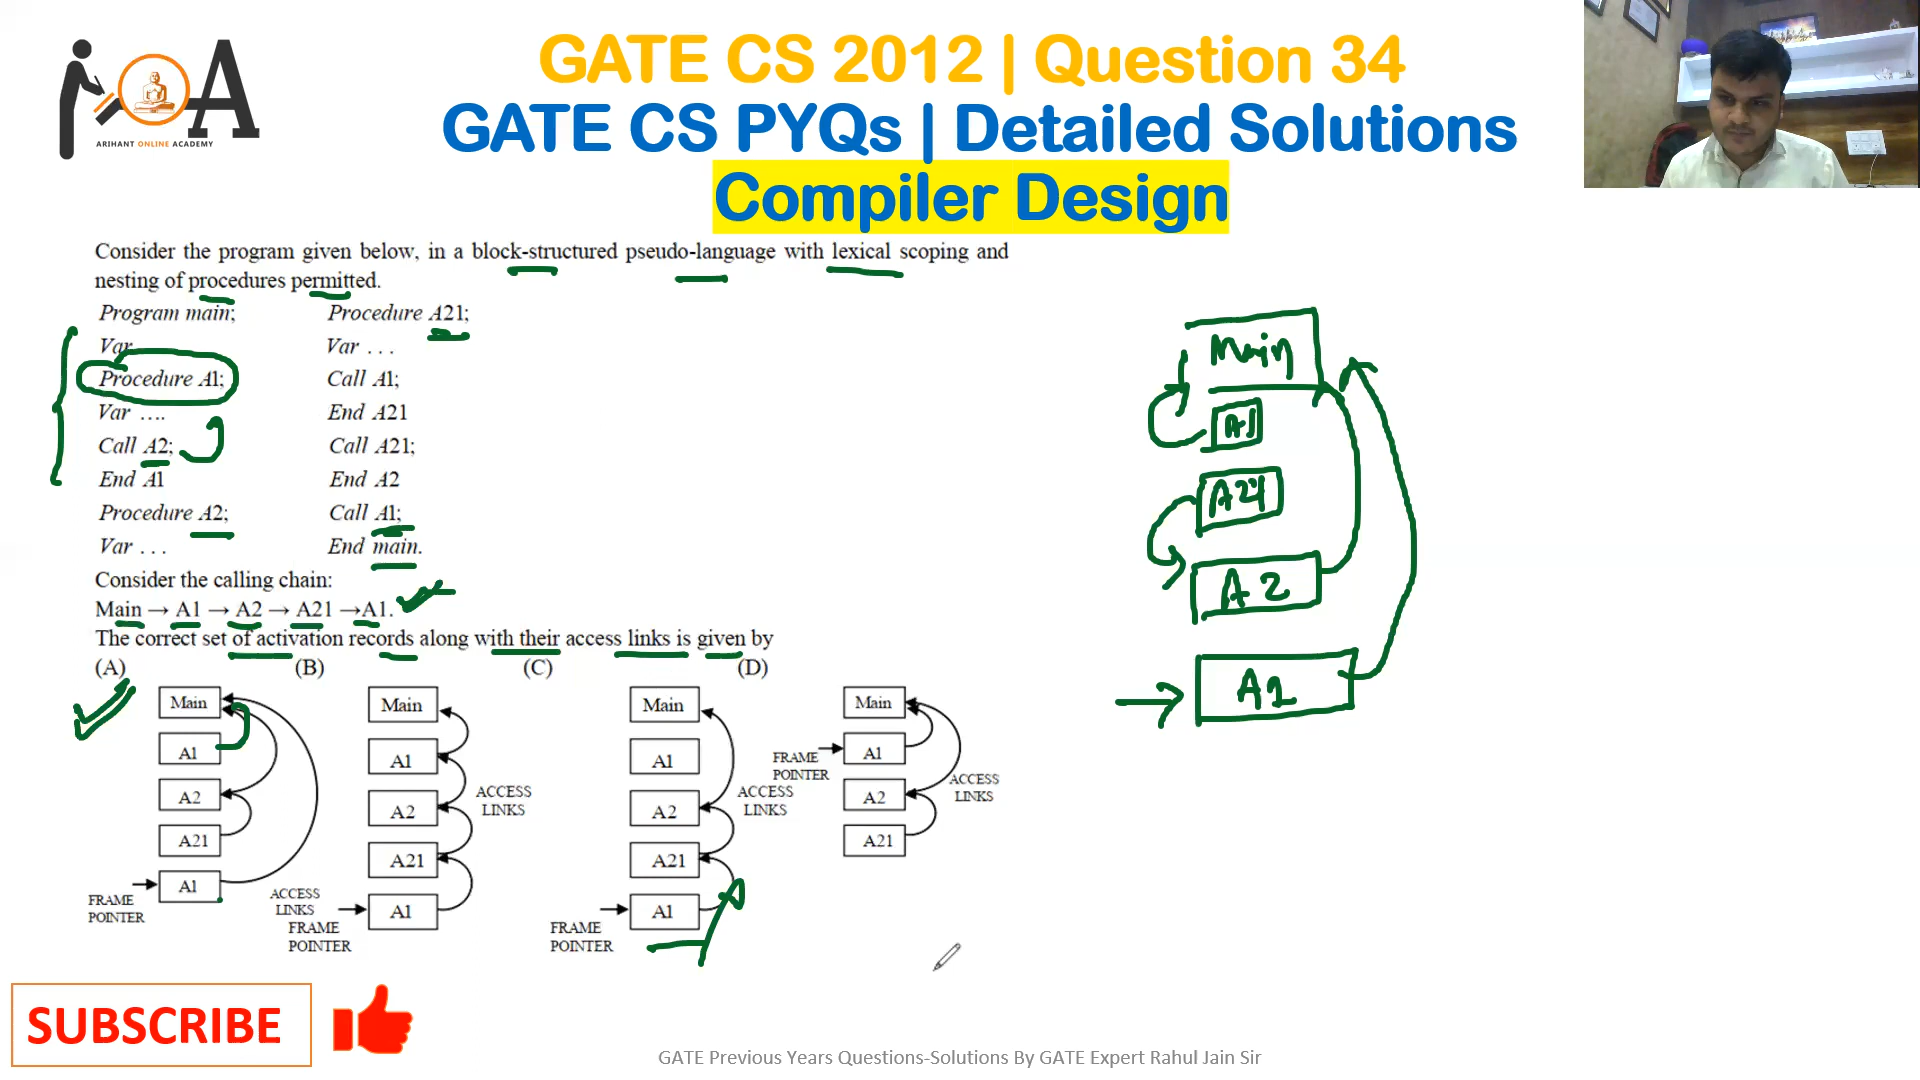 GATE CS 2012 | Question 34
GATE CS PYQs | Detailed Solutions
Compiler Design
ARIHANT ONLINE ACADEMY
Consider the program given below, in a block-structured pseudo-language with lexical scoping and
nesting of procedures permitted.
Program main;
Var
Procedure A1;
Var ....
Call A2;
End A1
Procedure A2;
Var . . .
Procedure A21;
Var . . .
Call A1;
End A21
Call A21;
End A2
Call A1;
End main.
Consider the calling chain:
Main → A1 → A2 → A21 →A1.
The correct set of activation records along with their access links is given by
(A) (B) (C) (D)
Main
A1
A2
A21
A1
FRAME
POINTER
Main
A1
A2
A21
A1
ACCESS
LINKS
ACCESS
LINKS
FRAME
POINTER
Main
A1
A2
A21
A1
ACCESS
LINKS
FRAME
POINTER
Main
A1
A2
A21
FRAME
POINTER
ACCESS
LINKS
Main
A1
A21
A2
A1
SUBSCRIBE
GATE Previous Years Questions-Solutions By GATE Expert Rahul Jain Sir